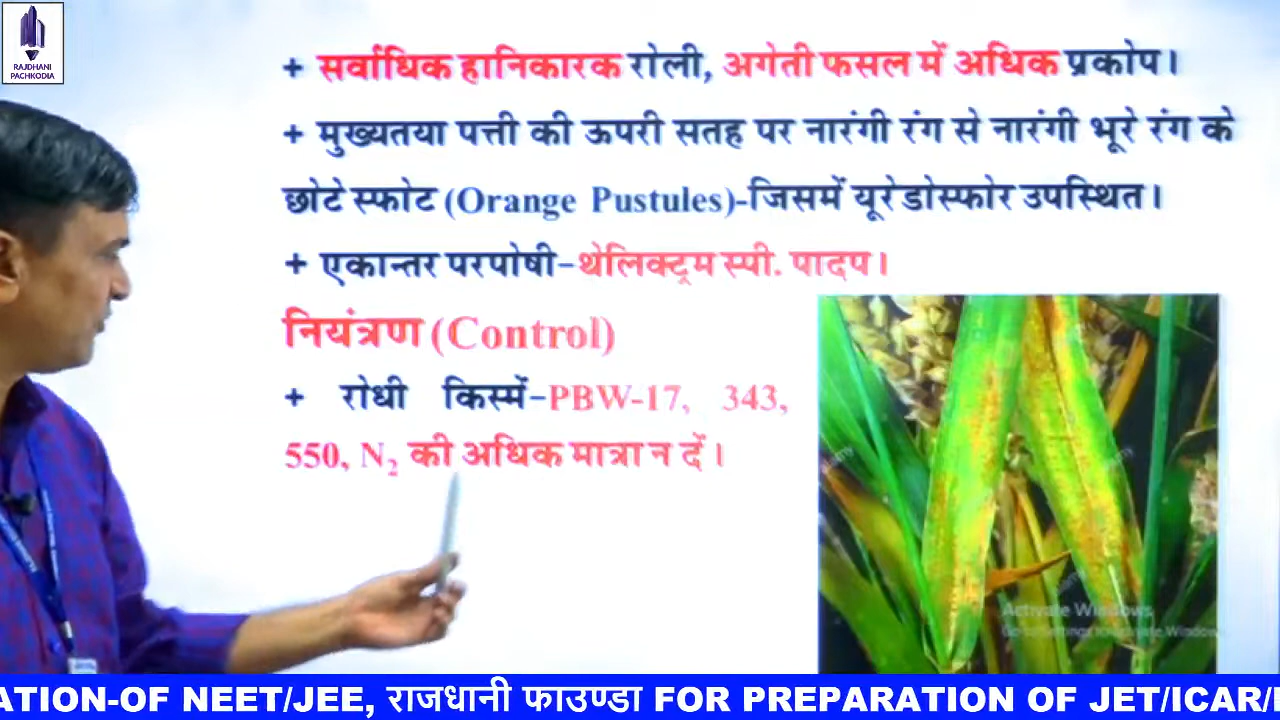 RAJDHANI
PACHKODIA
+ सर्वाधिक हानिकारक रोली, अगेती फसल में अधिक प्रकोप।
+ मुख्यतया पत्ती की ऊपरी सतह पर नारंगी रंग से नारंगी भूरे रंग के
छोटे स्फोट (Orange Pustules)-जिसमें यूरेडोस्फोर उपस्थित।
+ एकान्तर परपोषी-थेलिक्ट्रम स्पी. पादप।
नियंत्रण (Control)
+ रोधी किस्में-PBW-17, 343,
550, N₂ की अधिक मात्रा न दें।
Activate Windows
ATION-OF NEET/JEE, राजधानी फाउण्डा FOR PREPARATION OF JET/ICAR/